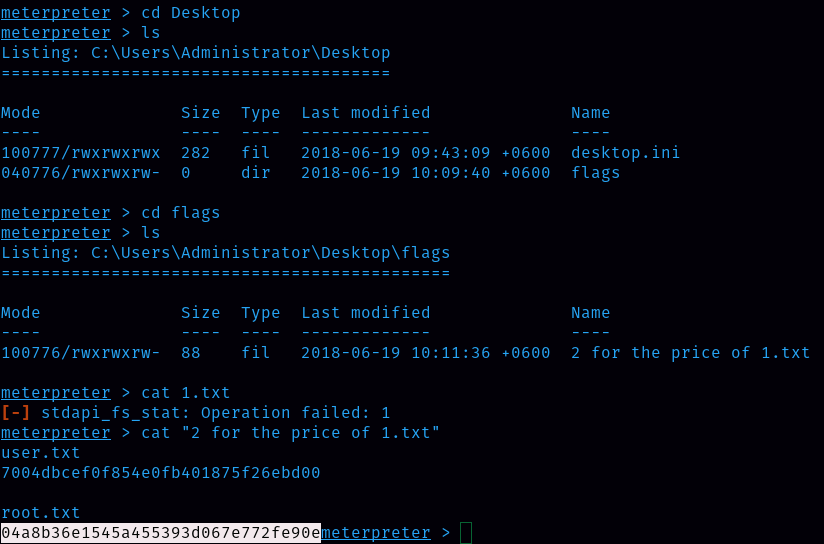 meterpreter > cd Desktop
meterpreter > ls
Listing: C:\Users\Administrator\Desktop
=======================================
Mode              Size  Type  Last modified              Name
----              ----  ----  -------------              ----
100777/rwxrwxrwx  282   fil   2018-06-19 09:43:09 +0600  desktop.ini
040776/rwxrwxrw-  0     dir   2018-06-19 10:09:40 +0600  flags
meterpreter > cd flags
meterpreter > ls
Listing: C:\Users\Administrator\Desktop\flags
=============================================
Mode              Size  Type  Last modified              Name
----              ----  ----  -------------              ----
100776/rwxrwxrw-  88    fil   2018-06-19 10:11:36 +0600  2 for the price of 1.txt
meterpreter > cat 1.txt
[-] stdapi_fs_stat: Operation failed: 1
meterpreter > cat "2 for the price of 1.txt"
user.txt
7004dbcef0f854e0fb401875f26ebd00
root.txt
04a8b36e1545a455393d067e772fe90emeterpreter >